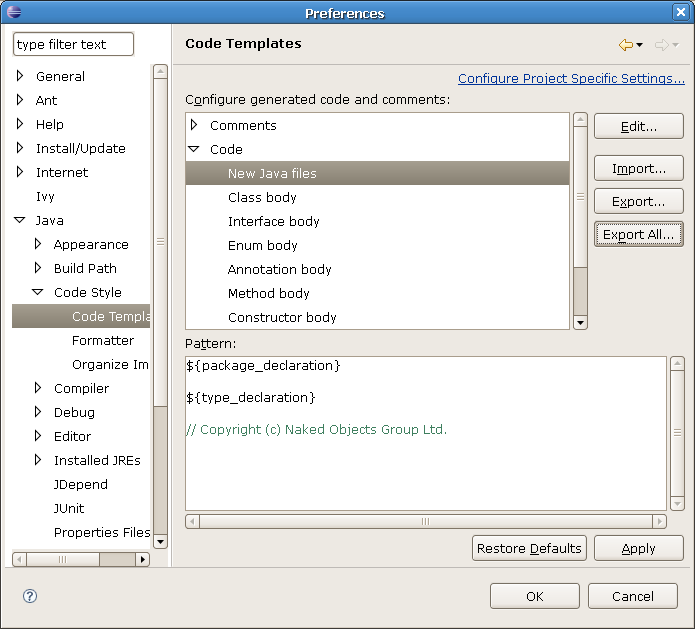 Preferences
type filter text
General
Ant
Help
Install/Update
Internet
Ivy
Java
Appearance
Build Path
Code Style
Code Templa
Formatter
Organize Im
Compiler
Debug
Editor
Installed JREs
JDepend
JUnit
Properties Files
Code Templates
Configure Project Specific Settings...
Configure generated code and comments:
Comments
Code
New Java files
Class body
Interface body
Enum body
Annotation body
Method body
Constructor body
Edit...
Import...
Export...
Export All...
Pattern:
${package_declaration}
${type_declaration}
// Copyright (c) Naked Objects Group Ltd.
Restore Defaults
Apply
?
OK
Cancel